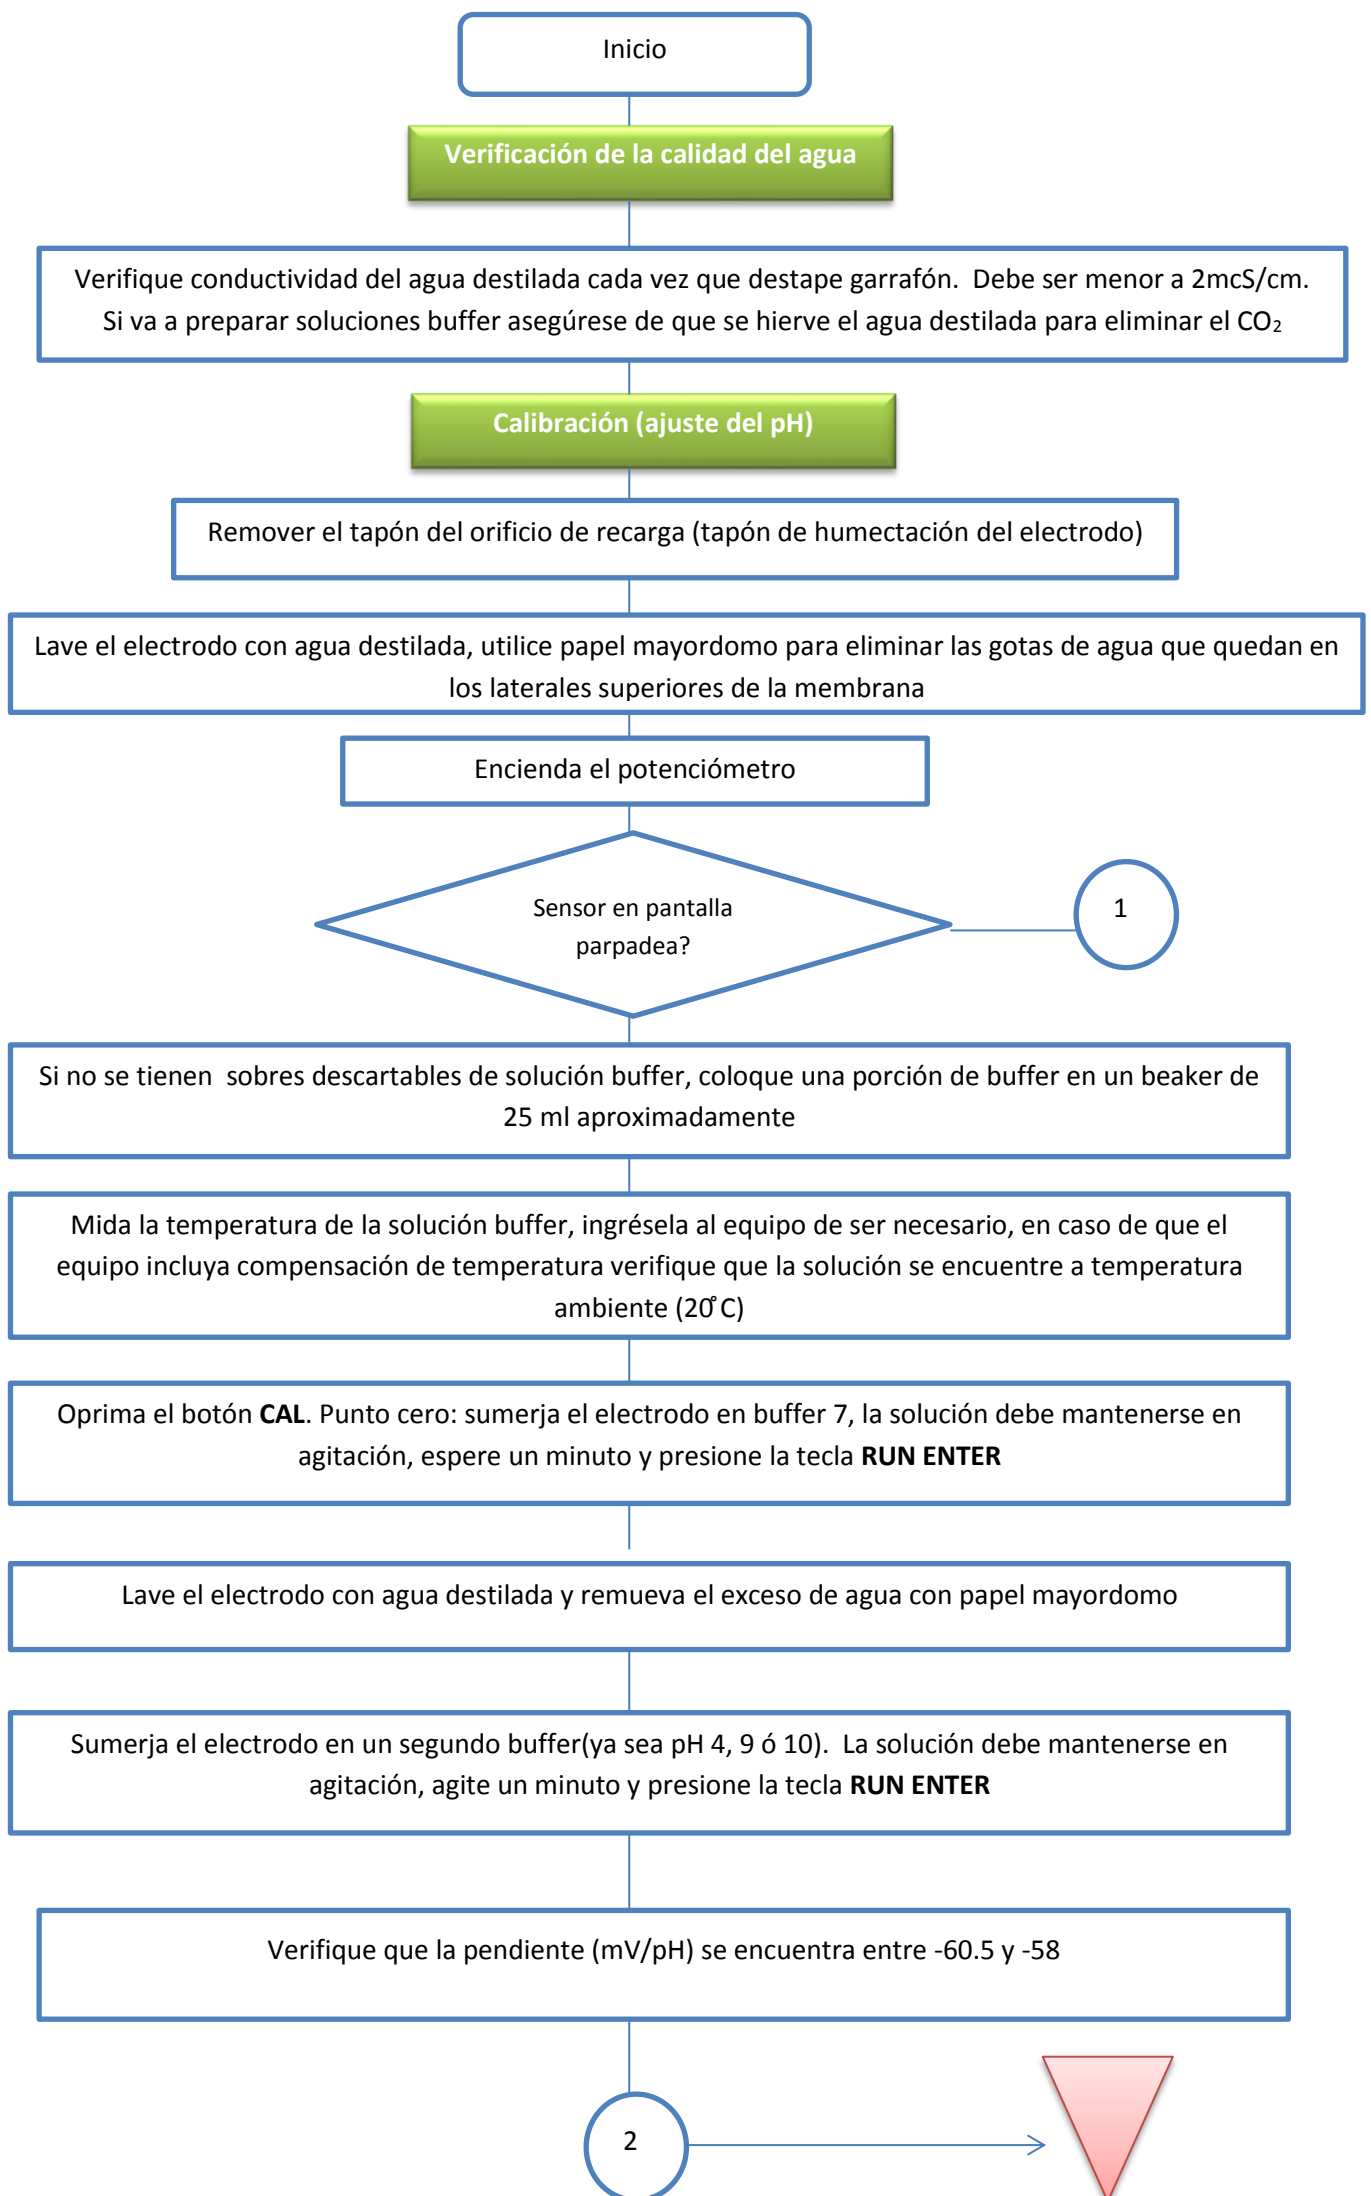 Inicio
Verificación de la calidad del agua
Verifique conductividad del agua destilada cada vez que destape garrafón.  Debe ser menor a 2mcS/cm.
Si va a preparar soluciones buffer asegúrese de que se hierve el agua destilada para eliminar el CO₂
Calibración (ajuste del pH)
Remover el tapón del orificio de recarga (tapón de humectación del electrodo)
Lave el electrodo con agua destilada, utilice papel mayordomo para eliminar las gotas de agua que quedan en
los laterales superiores de la membrana
Encienda el potenciómetro
Sensor en pantalla
parpadea?
1
Si no se tienen  sobres descartables de solución buffer, coloque una porción de buffer en un beaker de
25 ml aproximadamente
Mida la temperatura de la solución buffer, ingrésela al equipo de ser necesario, en caso de que el
equipo incluya compensación de temperatura verifique que la solución se encuentre a temperatura
ambiente (20̊ C)
Oprima el botón CAL. Punto cero: sumerja el electrodo en buffer 7, la solución debe mantenerse en
agitación, espere un minuto y presione la tecla RUN ENTER
Lave el electrodo con agua destilada y remueva el exceso de agua con papel mayordomo
Sumerja el electrodo en un segundo buffer(ya sea pH 4, 9 ó 10).  La solución debe mantenerse en
agitación, agite un minuto y presione la tecla RUN ENTER
Verifique que la pendiente (mV/pH) se encuentra entre -60.5 y -58
2